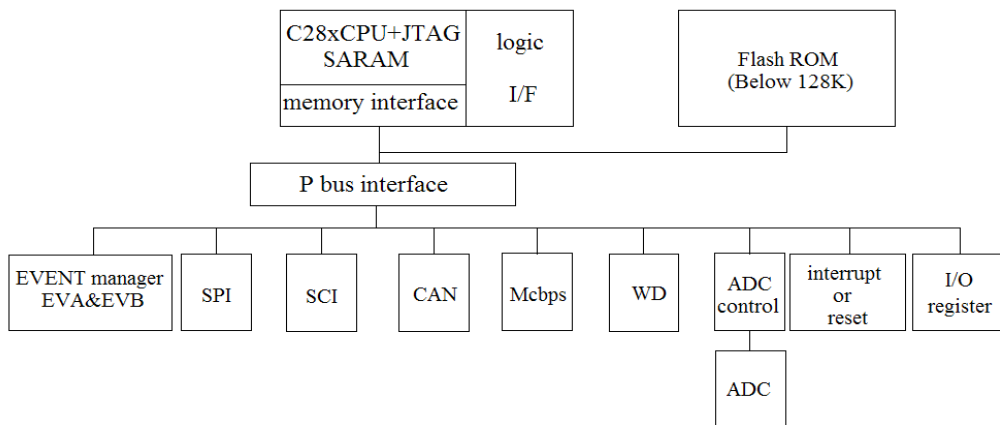 C28xCPU+JTAG
SARAM
memory interface
logic
I/F
Flash ROM
(Below 128K)
P bus interface
EVENT manager
EVA&EVB
SPI
SCI
CAN
Mcbps
WD
ADC
control
interrupt
or
reset
I/O
register
ADC